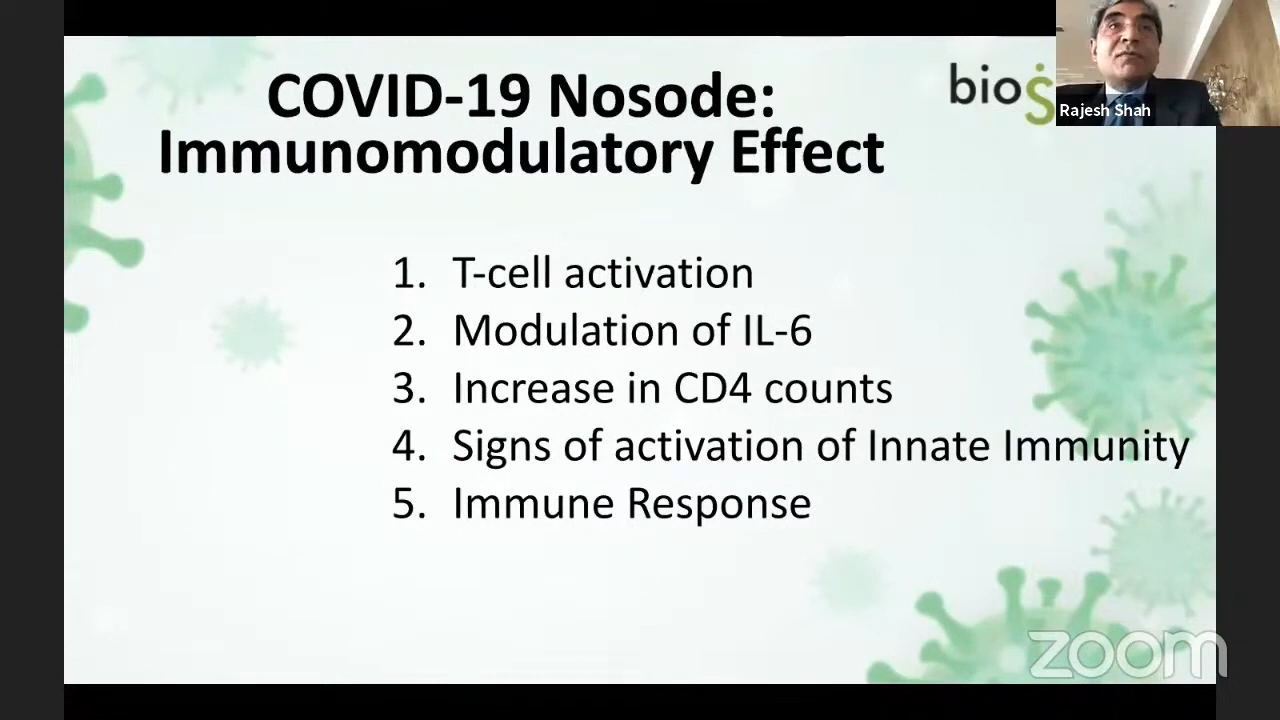 COVID-19 Nosode:
Immunomodulatory Effect
bioṠ
Rajesh Shah
1. T-cell activation
2. Modulation of IL-6
3. Increase in CD4 counts
4. Signs of activation of Innate Immunity
5. Immune Response
zoom